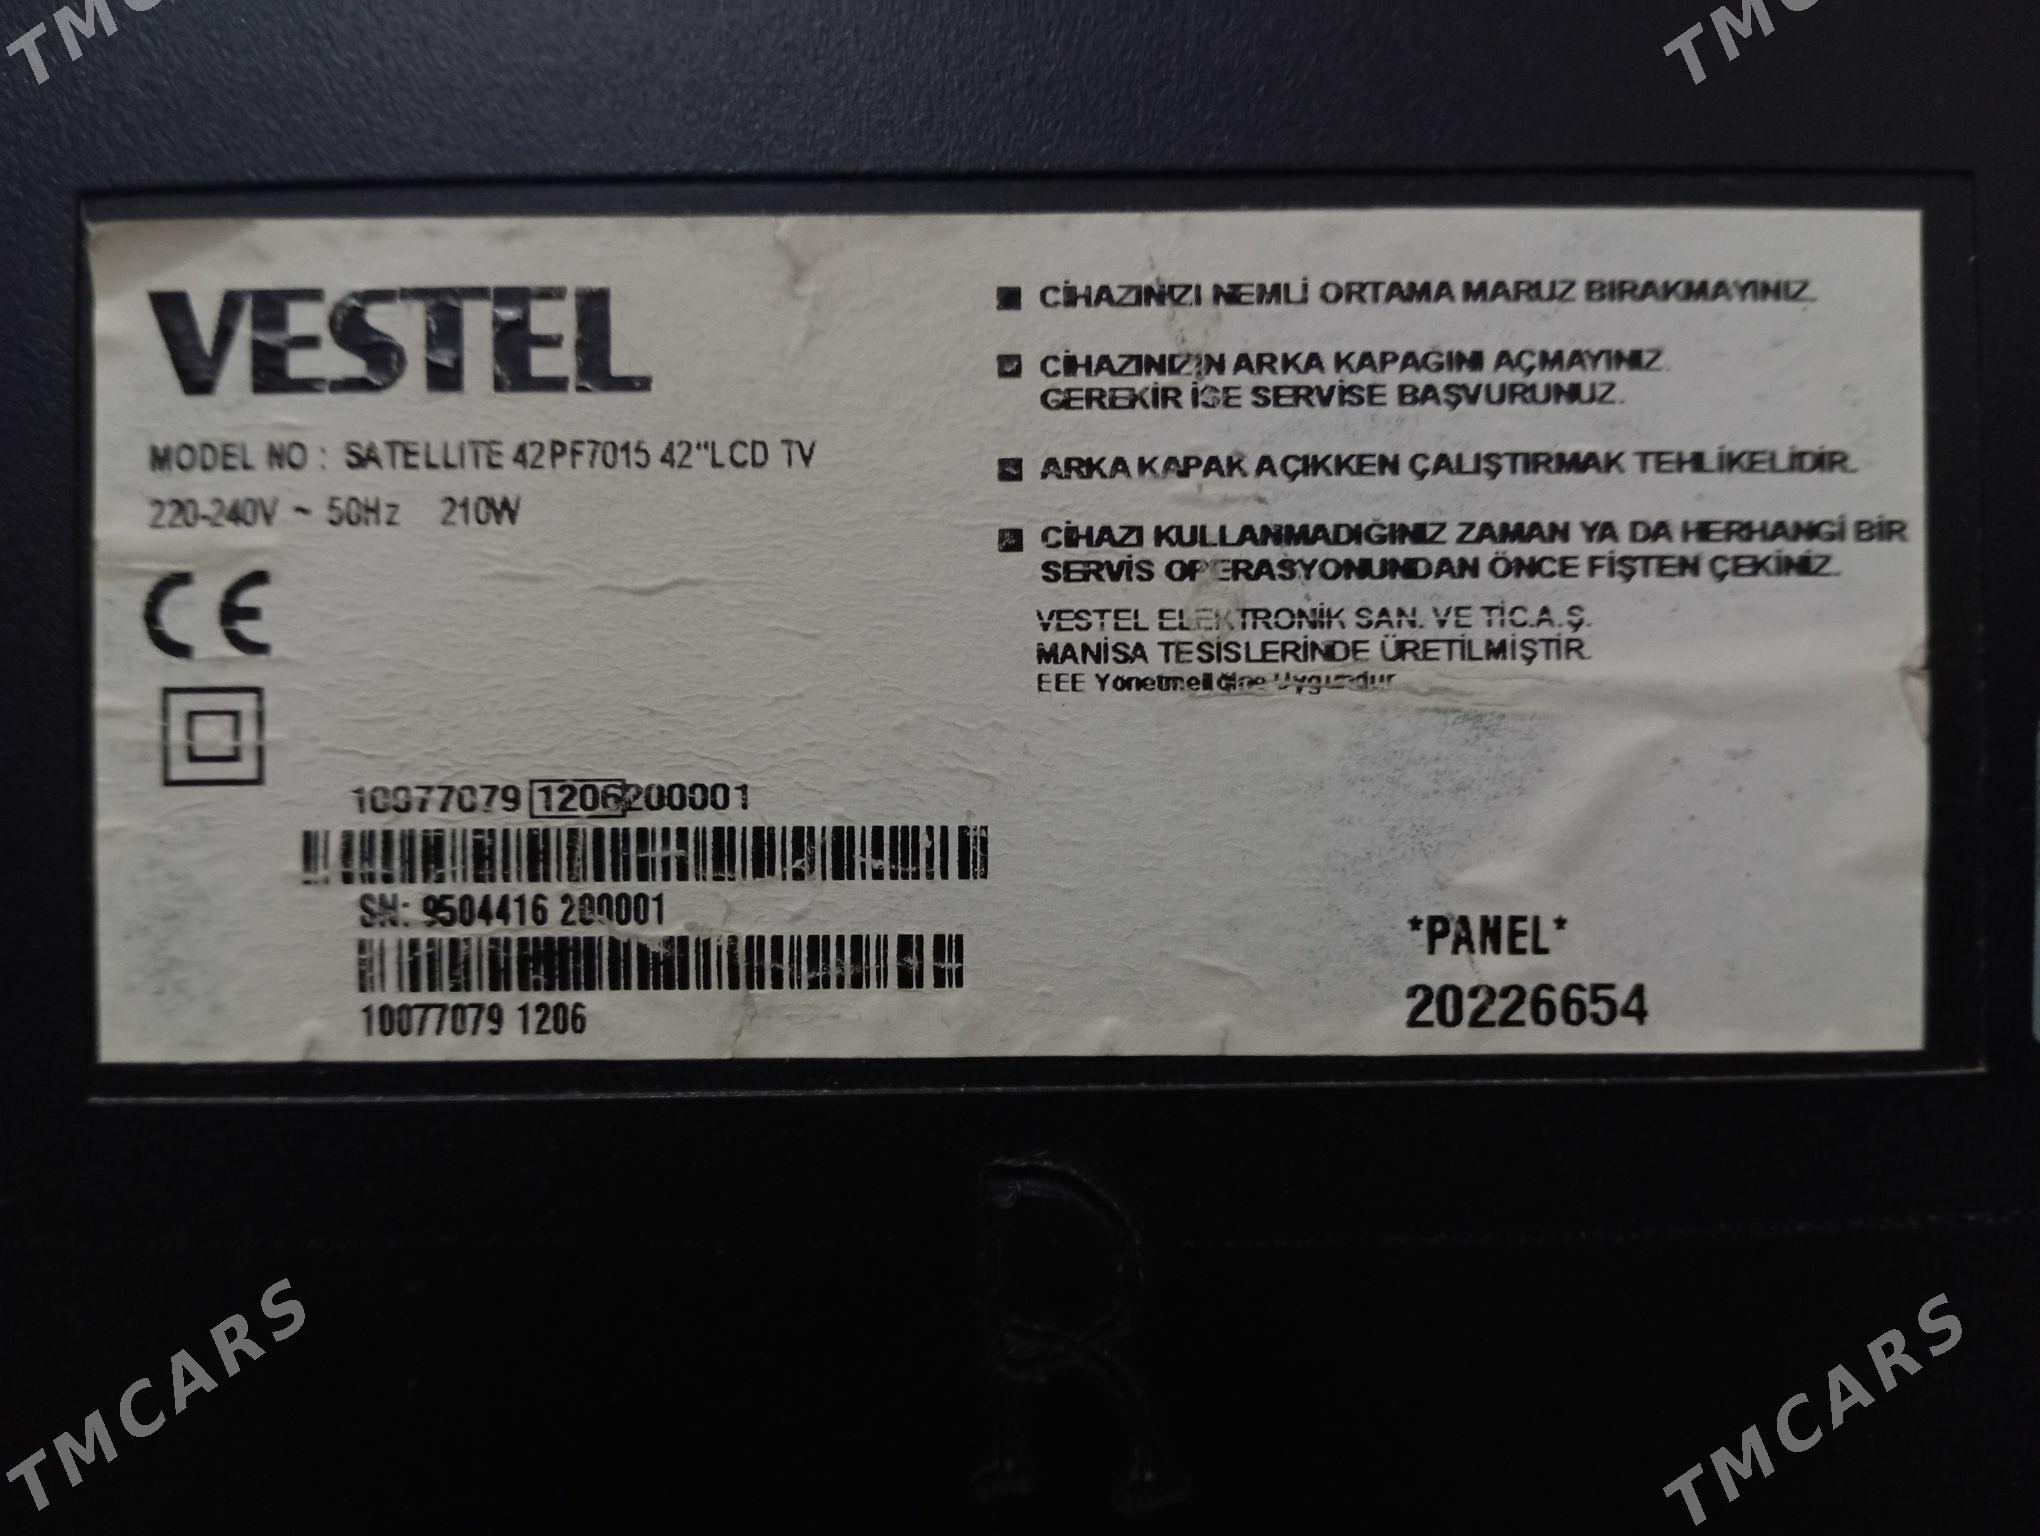 TMCARS
TMCARS
VESTEL
MODEL NO : SATELLITE 42PF7015 42"LCD TV
220-240V ~ 50Hz 210W
CE
10077079 1206200001
SN: 9504416 200001
10077079 1206
CİHAZINIZI NEMLİ ORTAMA MARUZ BIRAKMAYINIZ.
CİHAZINIZIN ARKA KAPAGINI AÇMAYINIZ.
GEREKİR İSE SERVİSE BAŞVURUNUZ.
ARKA KAPAK AÇIKKEN ÇALIŞTIRMAK TEHLİKELİDİR.
CİHAZI KULLANMADIĞINIZ ZAMAN YA DA HERHANGİ BİR
SERVİS OPERASYONUNDAN ÖNCE FİŞTEN ÇEKİNİZ.
VESTEL ELEKTRONİK SAN. VE TİC.A.Ş.
MANİSA TESİSLERİNDE ÜRETİLMİŞTİR.
EEE Yönetmeliğine Uygundur
*PANEL*
20226654
R
TMCARS
TMCARS